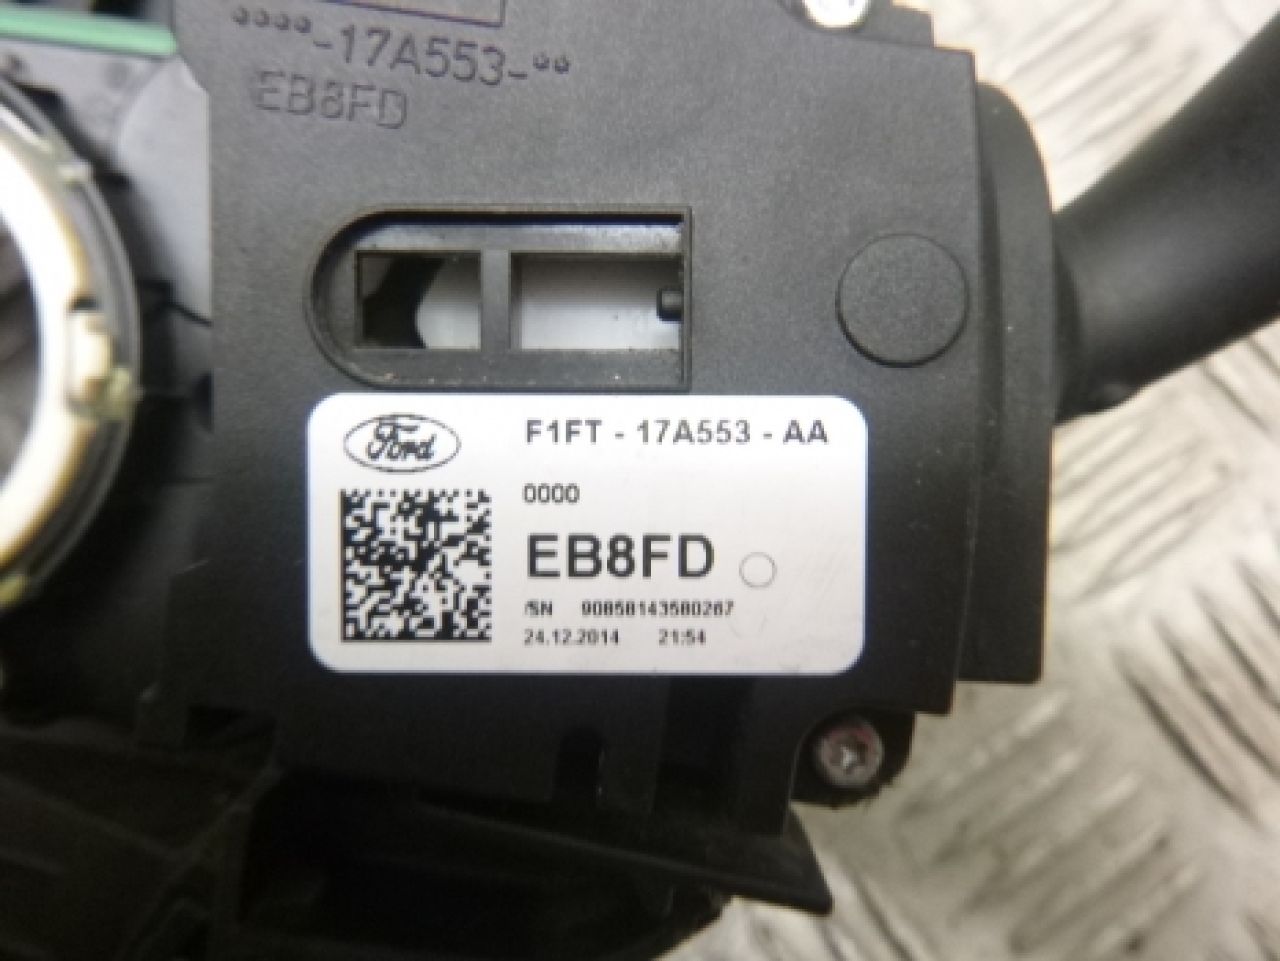 ****-17A553-**
EB8FD
Ford
F1FT - 17A553 - AA
0000
EB8FD
/SN 90858143580287
24.12.2014 21:54